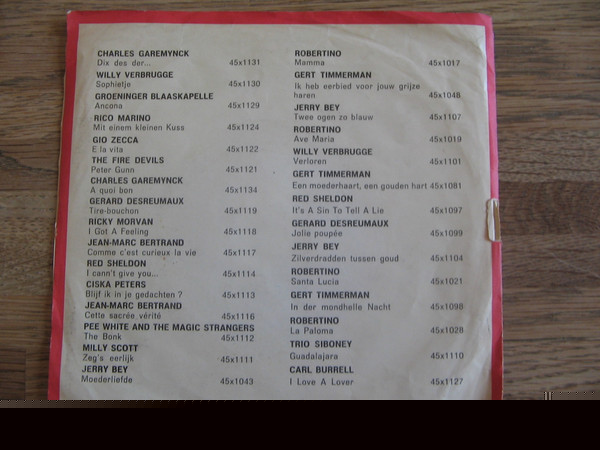 CHARLES GAREMYNCK
Dix des der... 45x1131
WILLY VERBRUGGE
Sophietje 45x1130
GROENINGER BLAASKAPELLE
Ancona 45x1129
RICO MARINO
Mit einem kleinen Kuss 45x1124
GIO ZECCA
E la vita 45x1122
THE FIRE DEVILS
Peter Gunn 45x1121
CHARLES GAREMYNCK
A quoi bon 45x1134
GERARD DESREUMAUX
Tire-bouchon 45x1119
RICKY MORVAN
I Got A Feeling 45x1118
JEAN-MARC BERTRAND
Comme c'est curieux la vie 45x1117
RED SHELDON
I cann't give you... 45x1114
CISKA PETERS
Blijf ik in je gedachten ? 45x1113
JEAN-MARC BERTRAND
Cette sacrée vérité 45x1116
PEE WHITE AND THE MAGIC STRANGERS
The Bonk 45x1112
MILLY SCOTT
Zeg's eerlijk 45x1111
JERRY BEY
Moederliefde 45x1043
ROBERTINO
Mamma 45x1017
GERT TIMMERMAN
Ik heb eerbied voor jouw grijze
haren 45x1048
JERRY BEY
Twee ogen zo blauw 45x1107
ROBERTINO
Ave Maria 45x1019
WILLY VERBRUGGE
Verloren 45x1101
GERT TIMMERMAN
Een moederhaart, een gouden hart 45x1081
RED SHELDON
It's A Sin To Tell A Lie 45x1097
GERARD DESREUMAUX
Jolie poupée 45x1099
JERRY BEY
Zilverdradden tussen goud 45x1104
ROBERTINO
Santa Lucia 45x1021
GERT TIMMERMAN
In der mondhelle Nacht 45x1098
ROBERTINO
La Paloma 45x1028
TRIO SIBONEY
Guadalajara 45x1110
CARL BURRELL
I Love A Lover 45x1127